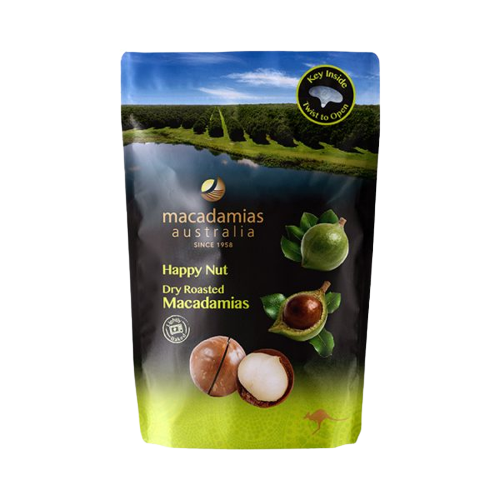 Key Inside
Twist to Open
macadamias
australia
SINCE 1958
Happy Nut
Dry Roasted
Macadamias